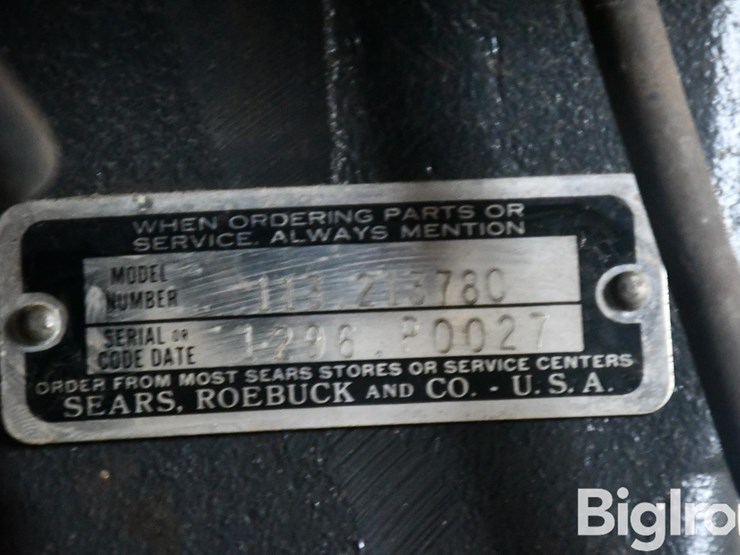 WHEN ORDERING PARTS OR
SERVICE, ALWAYS MENTION
MODEL
NUMBER 113.213780
SERIAL OR
CODE DATE 1296.P0027
ORDER FROM MOST SEARS STORES OR SERVICE CENTERS
SEARS, ROEBUCK AND CO. - U.S.A.
BigIron